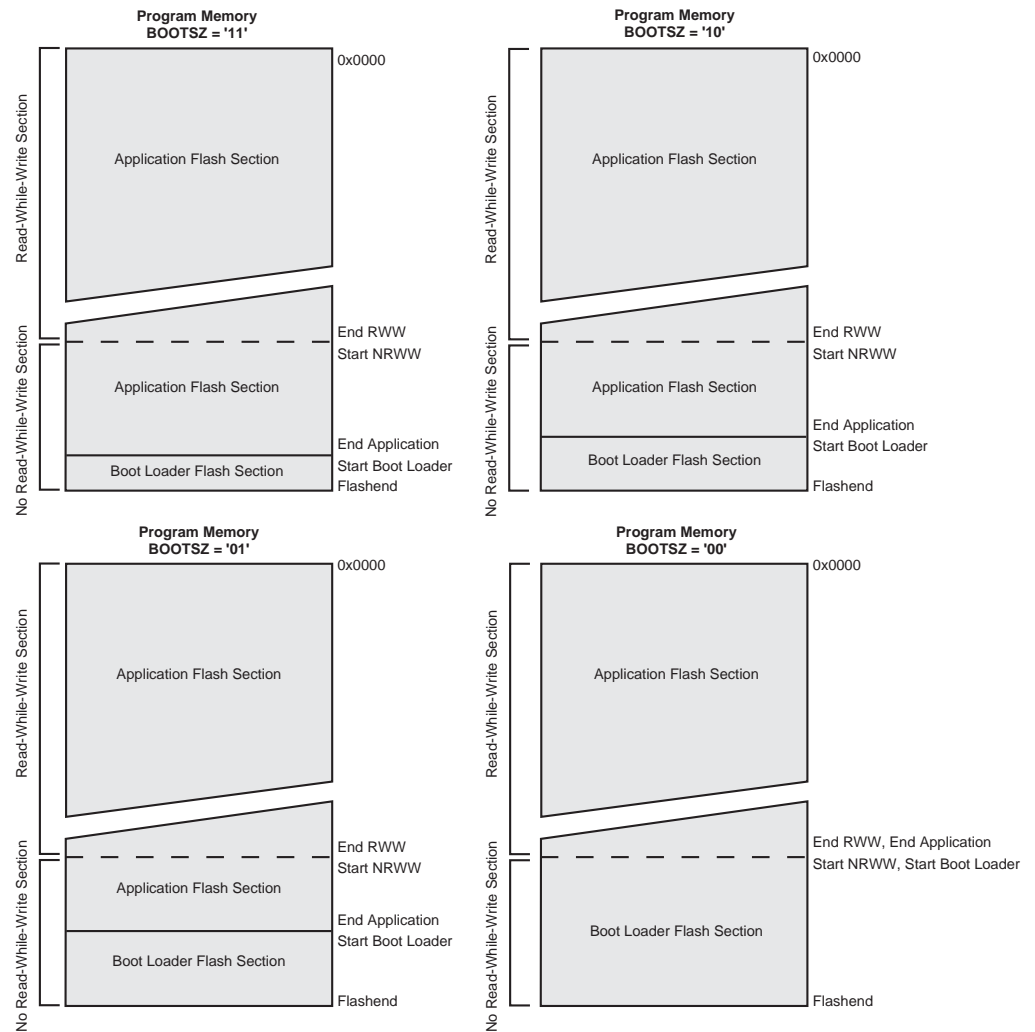 Program Memory
BOOTSZ = '11'
0x0000
Read-While-Write Section
Application Flash Section
End RWW
Start NRWW
No Read-While-Write Section
Application Flash Section
End Application
Start Boot Loader
Boot Loader Flash Section
Flashend
Program Memory
BOOTSZ = '10'
0x0000
Read-While-Write Section
Application Flash Section
End RWW
Start NRWW
No Read-While-Write Section
Application Flash Section
End Application
Start Boot Loader
Boot Loader Flash Section
Flashend
Program Memory
BOOTSZ = '01'
0x0000
Read-While-Write Section
Application Flash Section
End RWW
Start NRWW
No Read-While-Write Section
Application Flash Section
End Application
Start Boot Loader
Boot Loader Flash Section
Flashend
Program Memory
BOOTSZ = '00'
0x0000
Read-While-Write Section
Application Flash Section
End RWW, End Application
Start NRWW, Start Boot Loader
No Read-While-Write Section
Boot Loader Flash Section
Flashend